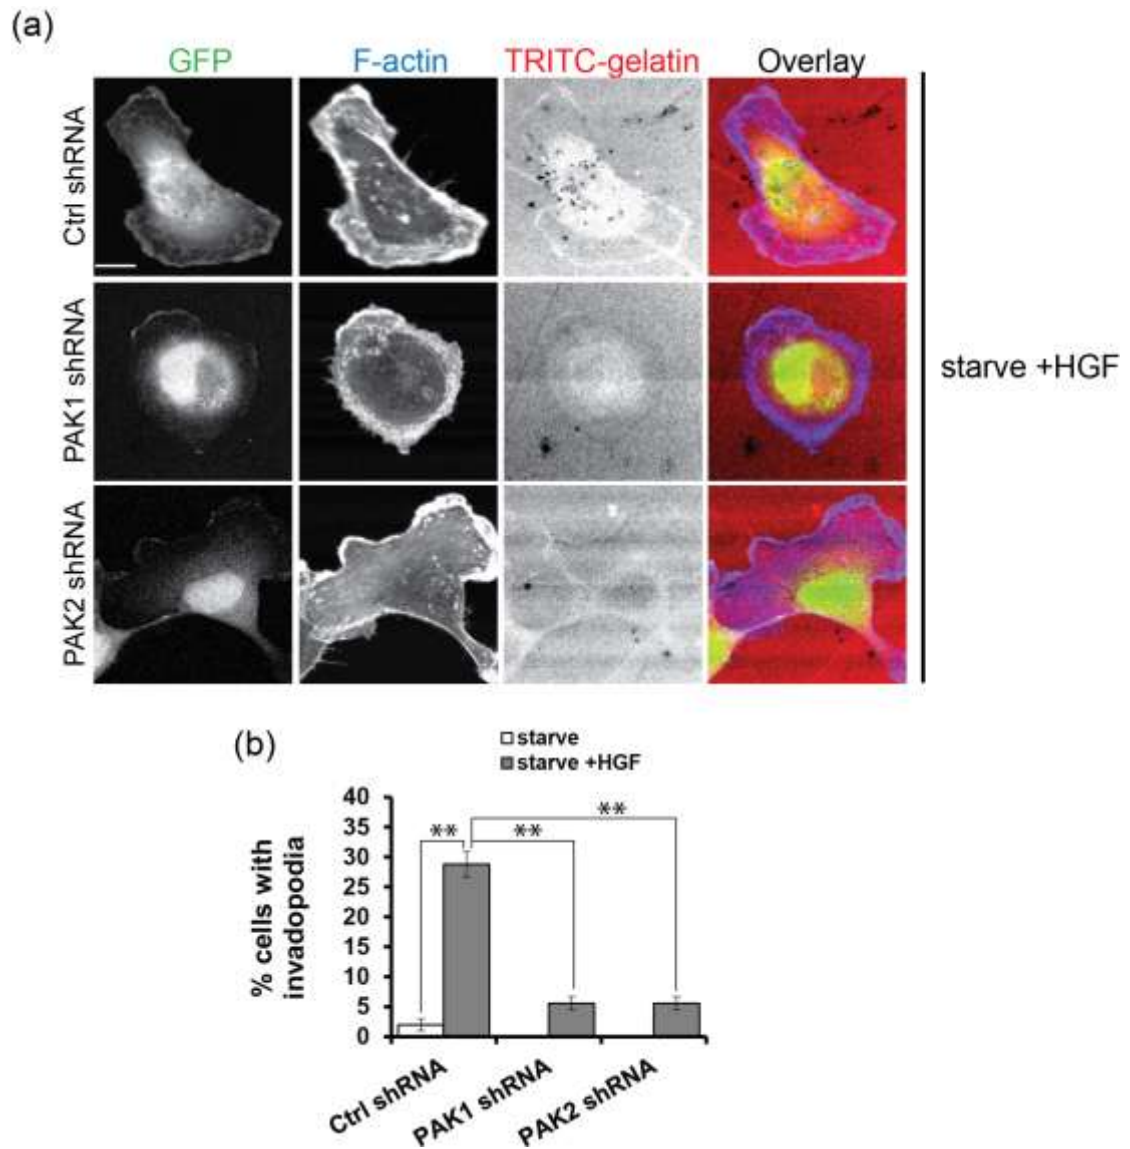 (a)
GFP F-actin TRITC-gelatin Overlay
Ctrl shRNA
PAK1 shRNA
PAK2 shRNA
starve +HGF
(b)
starve
starve +HGF
% cells with
invadopodia
40
35
30
25
20
15
10
5
0
**
**
**
Ctrl shRNA
PAK1 shRNA
PAK2 shRNA